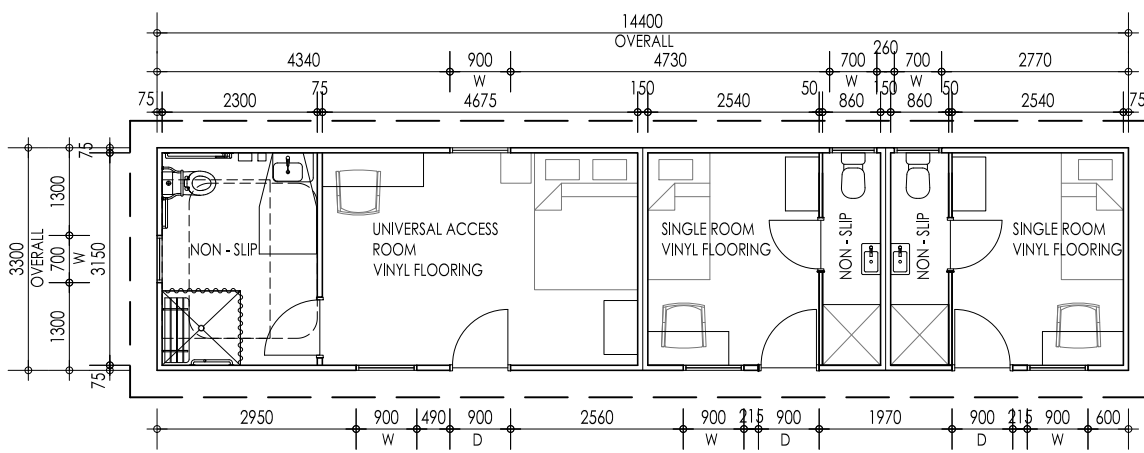 14400
OVERALL
4340 900 4730 700 260 700 2770
W W W
75 2300 75 4675 150 2540 50 860 150 860 50 2540 75
3300
OVERALL
1300 700 1300
W
75 3150 75
NON - SLIP
UNIVERSAL ACCESS
ROOM
VINYL FLOORING
SINGLE ROOM
VINYL FLOORING
NON - SLIP
NON - SLIP
SINGLE ROOM
VINYL FLOORING
2950 900 490 900 2560 900 215 900 1970 900 215 900 600
W D W D D W